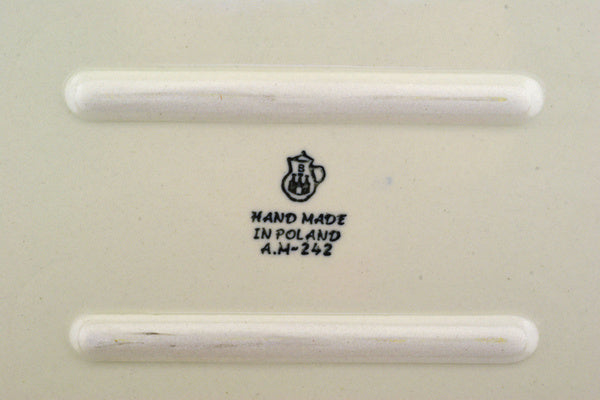 B
HAND MADE
IN POLAND
A.M-242